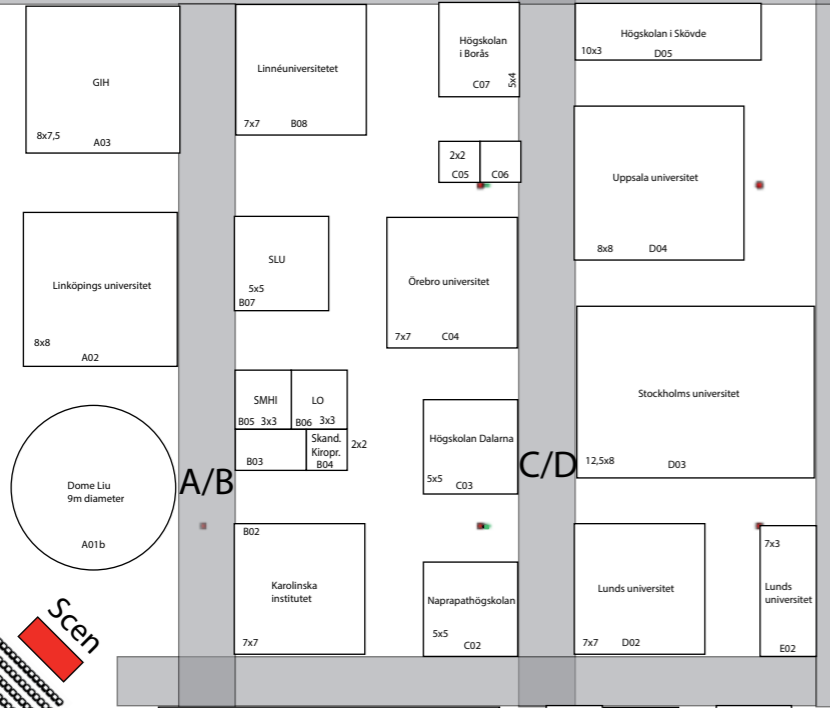 GIH
8x7,5
A03
Linnéuniversitetet
7x7
B08
Högskolan
i Borås
C07
5x4
Högskolan i Skövde
10x3
D05
2x2
C05
C06
Uppsala universitet
8x8
D04
Linköpings universitet
8x8
A02
SLU
5x5
B07
Örebro universitet
7x7
C04
Stockholms universitet
12,5x8
D03
SMHI
B05
3x3
LO
B06
3x3
B03
Skand.
Kiropr.
B04
2x2
Högskolan Dalarna
5x5
C03
Dome Liu
9m diameter
A01b
A/B
C/D
B02
Karolinska
institutet
7x7
Naprapathögskolan
5x5
C02
Lunds universitet
7x7
D02
7x3
Lunds
universitet
E02
Scen